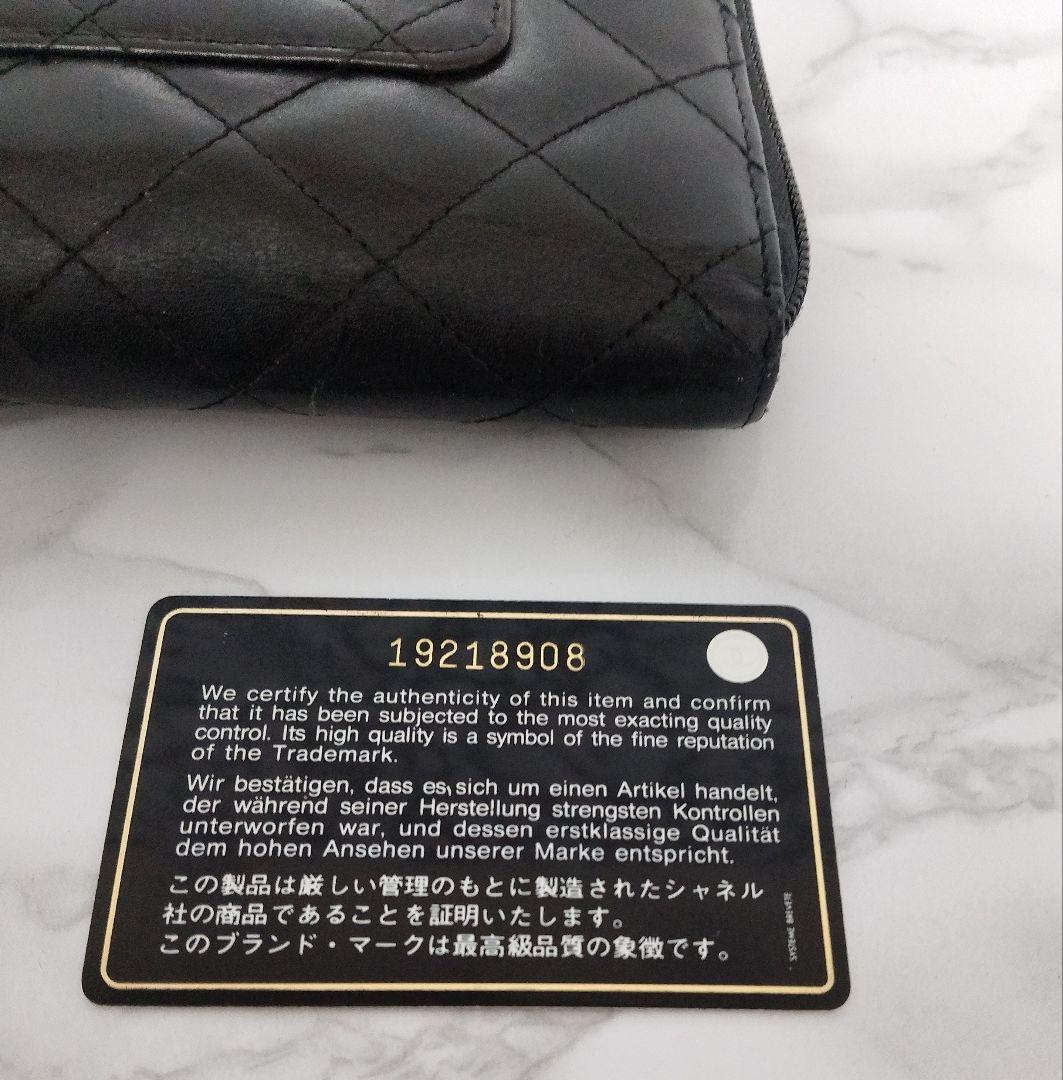 19218908
We certify the authenticity of this item and confirm
that it has been subjected to the most exacting quality
control. Its high quality is a symbol of the fine reputation
of the Trademark.
Wir bestätigen, dass es sich um einen Artikel handelt,
der während seiner Herstellung strengsten Kontrollen
unterworfen war, und dessen erstklassige Qualität
dem hohen Ansehen unserer Marke entspricht.
この製品は厳しい管理のもとに製造されたシャネル
社の商品であることを証明いたします。
このブランド・マークは最高級品質の象徴です。
SYSTEME BREVETE